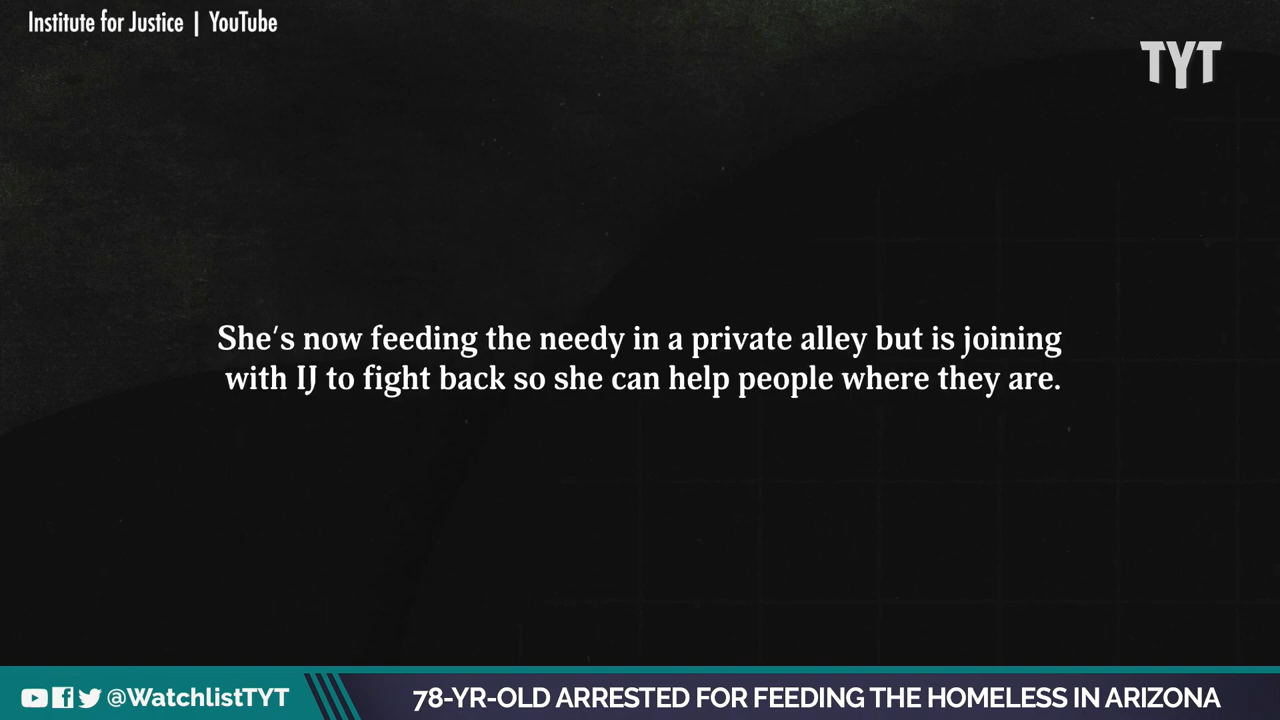 Institute for Justice | YouTube
TYT
She's now feeding the needy in a private alley but is joining
with IJ to fight back so she can help people where they are.
@WatchlistTYT
78-YR-OLD ARRESTED FOR FEEDING THE HOMELESS IN ARIZONA